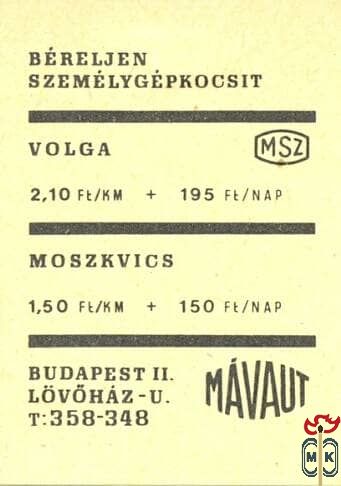 BÉRELJEN
SZEMÉLYGÉPKOCSIT
VOLGA
MSZ
2,10 Ft/KM + 195 Ft/NAP
MOSZKVICS
1,50 Ft/KM + 150 Ft/NAP
BUDAPEST II.
LÖVŐHÁZ-U.
T:358-348
MÁVAUT
M K